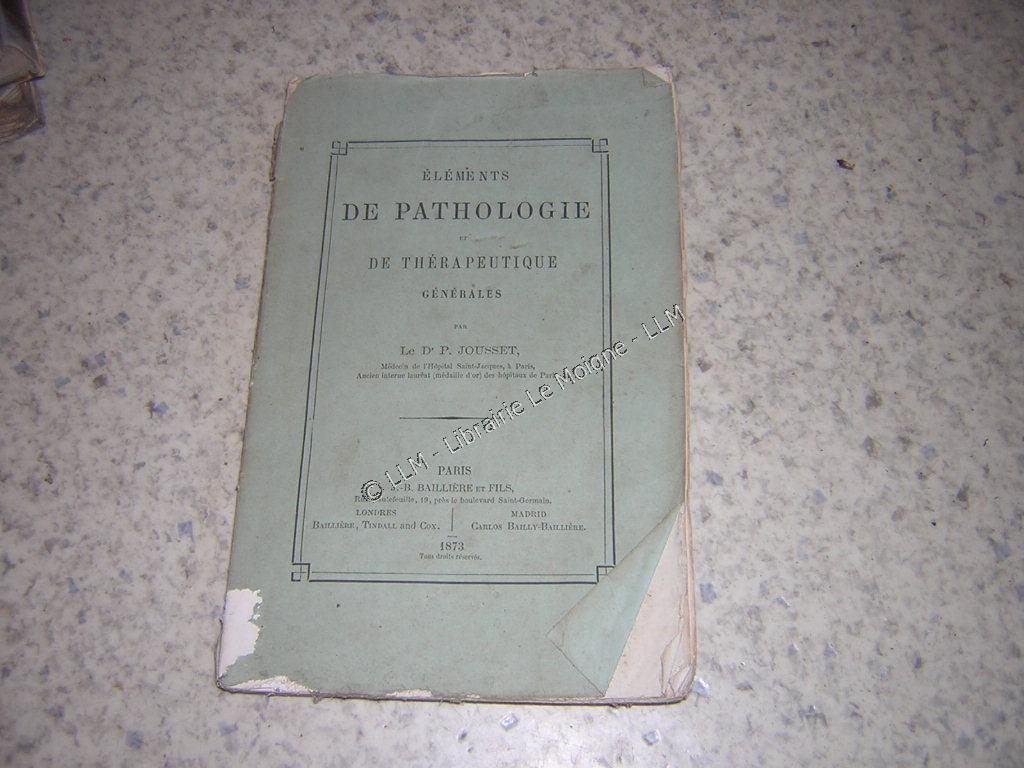 ÉLÉMENTS
DE PATHOLOGIE
ET
DE THÉRAPEUTIQUE
GÉNÉRALES
PAR
Le Dr P. JOUSSET,
Médecin de l'Hôpital Saint-Jacques, à Paris,
Ancien interne lauréat (médaille d'or) des hôpitaux de
© LLM - Librairie Le Moigne - LLM
PARIS
J.-B. BAILLIÈRE ET FILS,
19, près le boulevard Saint-Germain.
LONDRES
Baillière, Tindall and Cox.
MADRID
Carlos Bailly-Baillière.
1873
Tous droits réservés.